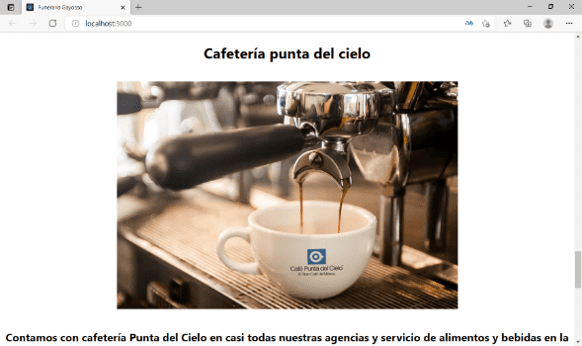 Funeraria Gayosso
localhost:3000
Cafetería punta del cielo
Café Punta del Cielo
Contamos con cafetería Punta del Cielo en casi todas nuestras agencias y servicio de alimentos y bebidas en la